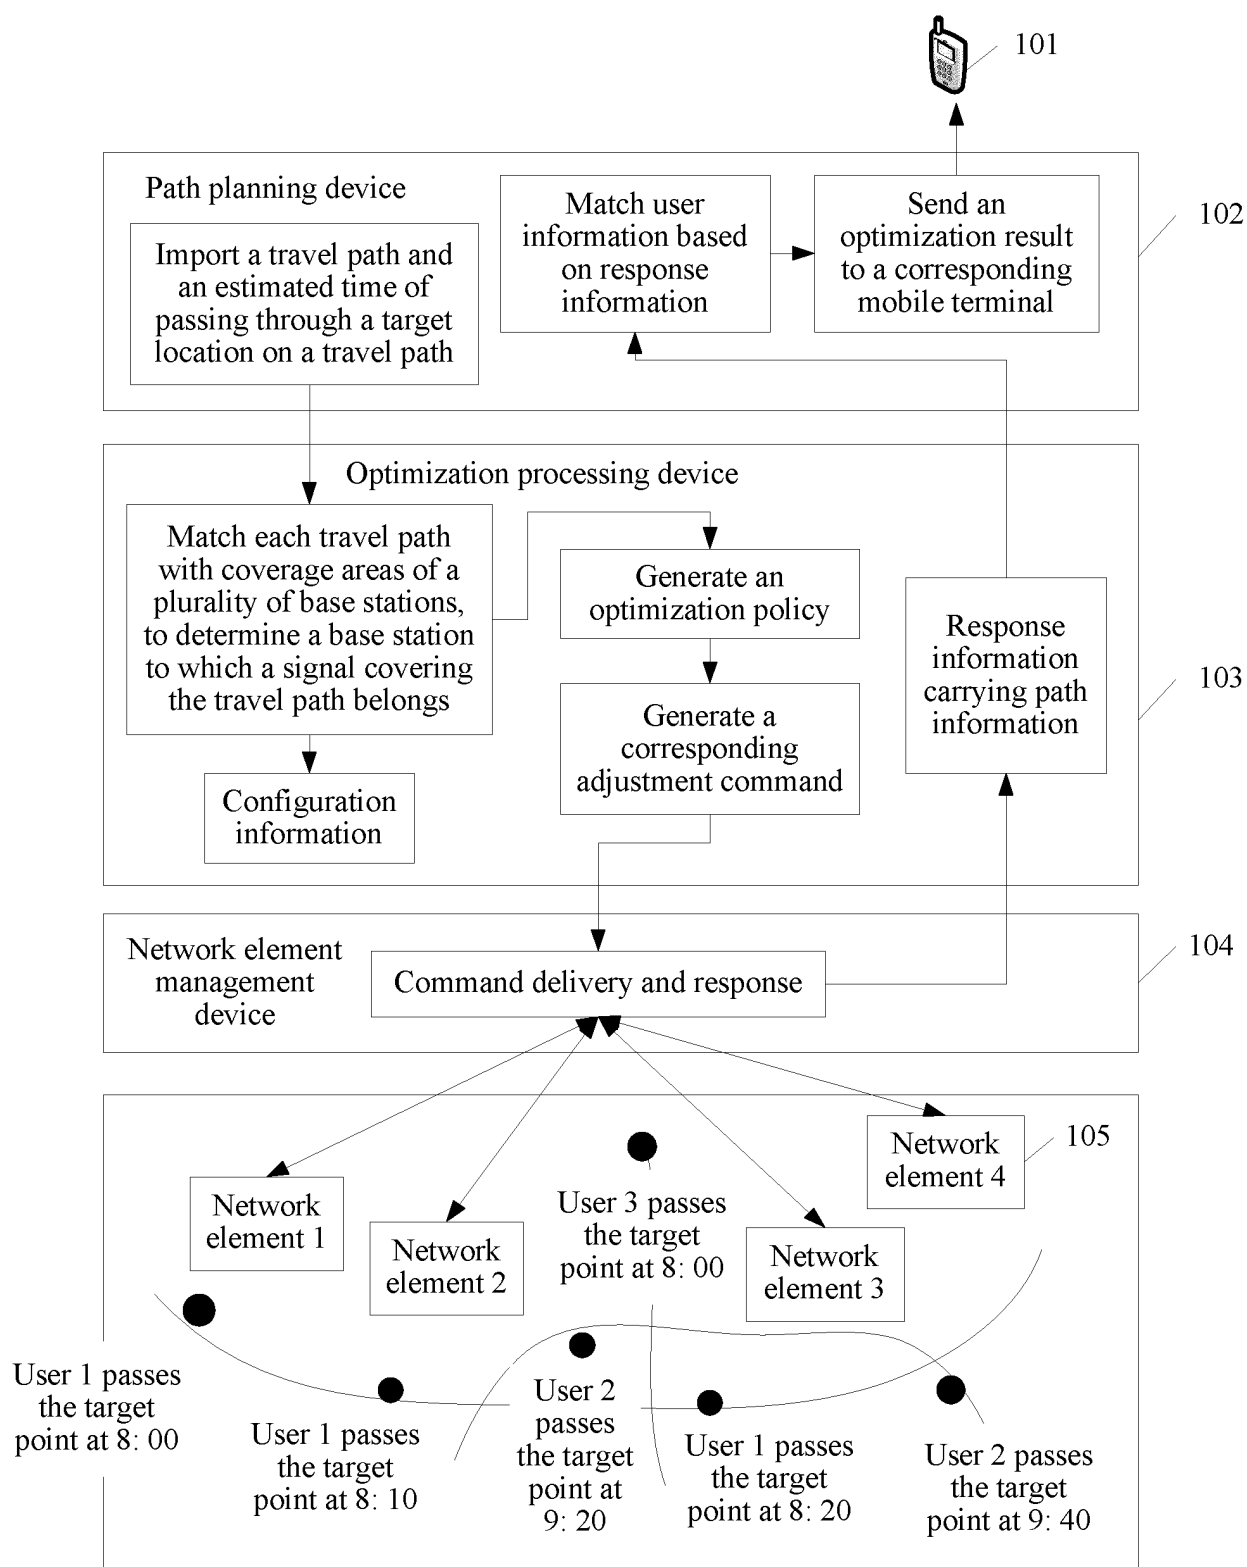 101
Path planning device
Import a travel path and
an estimated time of
passing through a target
location on a travel path
Match user
information based
on response
information
Send an
optimization result
to a corresponding
mobile terminal
102
Optimization processing device
Match each travel path
with coverage areas of a
plurality of base stations,
to determine a base station
to which a signal covering
the travel path belongs
Configuration
information
Generate an
optimization policy
Generate a
corresponding
adjustment command
Response
information
carrying path
information
103
Network element
management
device
Command delivery and response
104
Network
element 1
Network
element 2
User 3 passes
the target
point at 8: 00
Network
element 3
Network
element 4
105
User 1 passes
the target
point at 8: 00
User 1 passes
the target
point at 8: 10
User 2
passes
the target
point at
9: 20
User 1 passes
the target
point at 8: 20
User 2 passes
the target
point at 9: 40